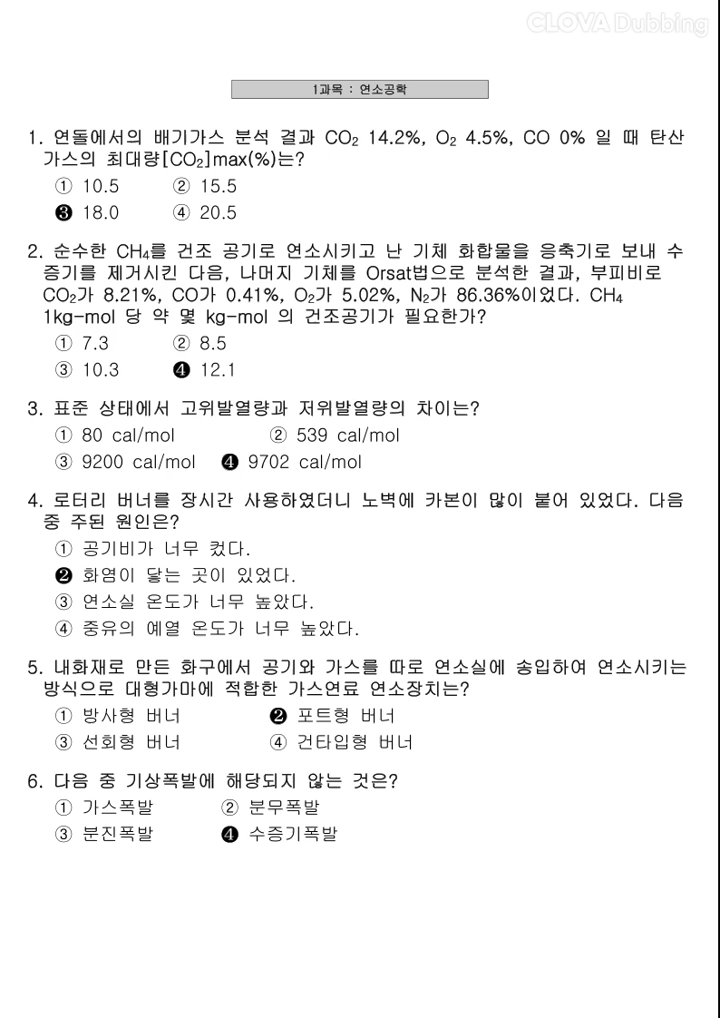 CLOVA Dubbing
1과목 : 연소공학
1. 연돌에서의 배기가스 분석 결과 CO₂ 14.2%, O₂ 4.5%, CO 0% 일 때 탄산
가스의 최대량[CO₂]max(%)는?
① 10.5 ② 15.5
❸ 18.0 ④ 20.5
2. 순수한 CH₄를 건조 공기로 연소시키고 난 기체 화합물을 응축기로 보내 수
증기를 제거시킨 다음, 나머지 기체를 Orsat법으로 분석한 결과, 부피비로
CO₂가 8.21%, CO가 0.41%, O₂가 5.02%, N₂가 86.36%이었다. CH₄
1kg-mol 당 약 몇 kg-mol 의 건조공기가 필요한가?
① 7.3 ② 8.5
③ 10.3 ❹ 12.1
3. 표준 상태에서 고위발열량과 저위발열량의 차이는?
① 80 cal/mol ② 539 cal/mol
③ 9200 cal/mol ❹ 9702 cal/mol
4. 로터리 버너를 장시간 사용하였더니 노벽에 카본이 많이 붙어 있었다. 다음
중 주된 원인은?
① 공기비가 너무 컸다.
❷ 화염이 닿는 곳이 있었다.
③ 연소실 온도가 너무 높았다.
④ 중유의 예열 온도가 너무 높았다.
5. 내화재로 만든 화구에서 공기와 가스를 따로 연소실에 송입하여 연소시키는
방식으로 대형가마에 적합한 가스연료 연소장치는?
① 방사형 버너 ❷ 포트형 버너
③ 선회형 버너 ④ 건타입형 버너
6. 다음 중 기상폭발에 해당되지 않는 것은?
① 가스폭발 ② 분무폭발
③ 분진폭발 ❹ 수증기폭발